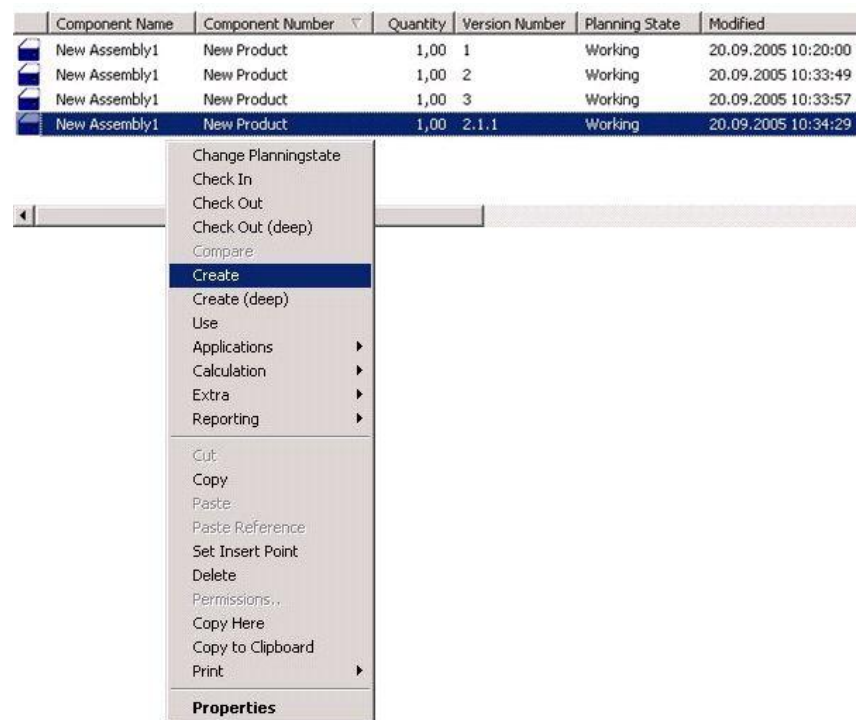 Component Name Component Number Quantity Version Number Planning State Modified
New Assembly1 New Product 1,00 1 Working 20.09.2005 10:20:00
New Assembly1 New Product 1,00 2 Working 20.09.2005 10:33:49
New Assembly1 New Product 1,00 3 Working 20.09.2005 10:33:57
New Assembly1 New Product 1,00 2.1.1 Working 20.09.2005 10:34:29
Change Planningstate
Check In
Check Out
Check Out (deep)
Compare
Create
Create (deep)
Use
Applications
Calculation
Extra
Reporting
Cut
Copy
Paste
Paste Reference
Set Insert Point
Delete
Permissions..
Copy Here
Copy to Clipboard
Print
Properties